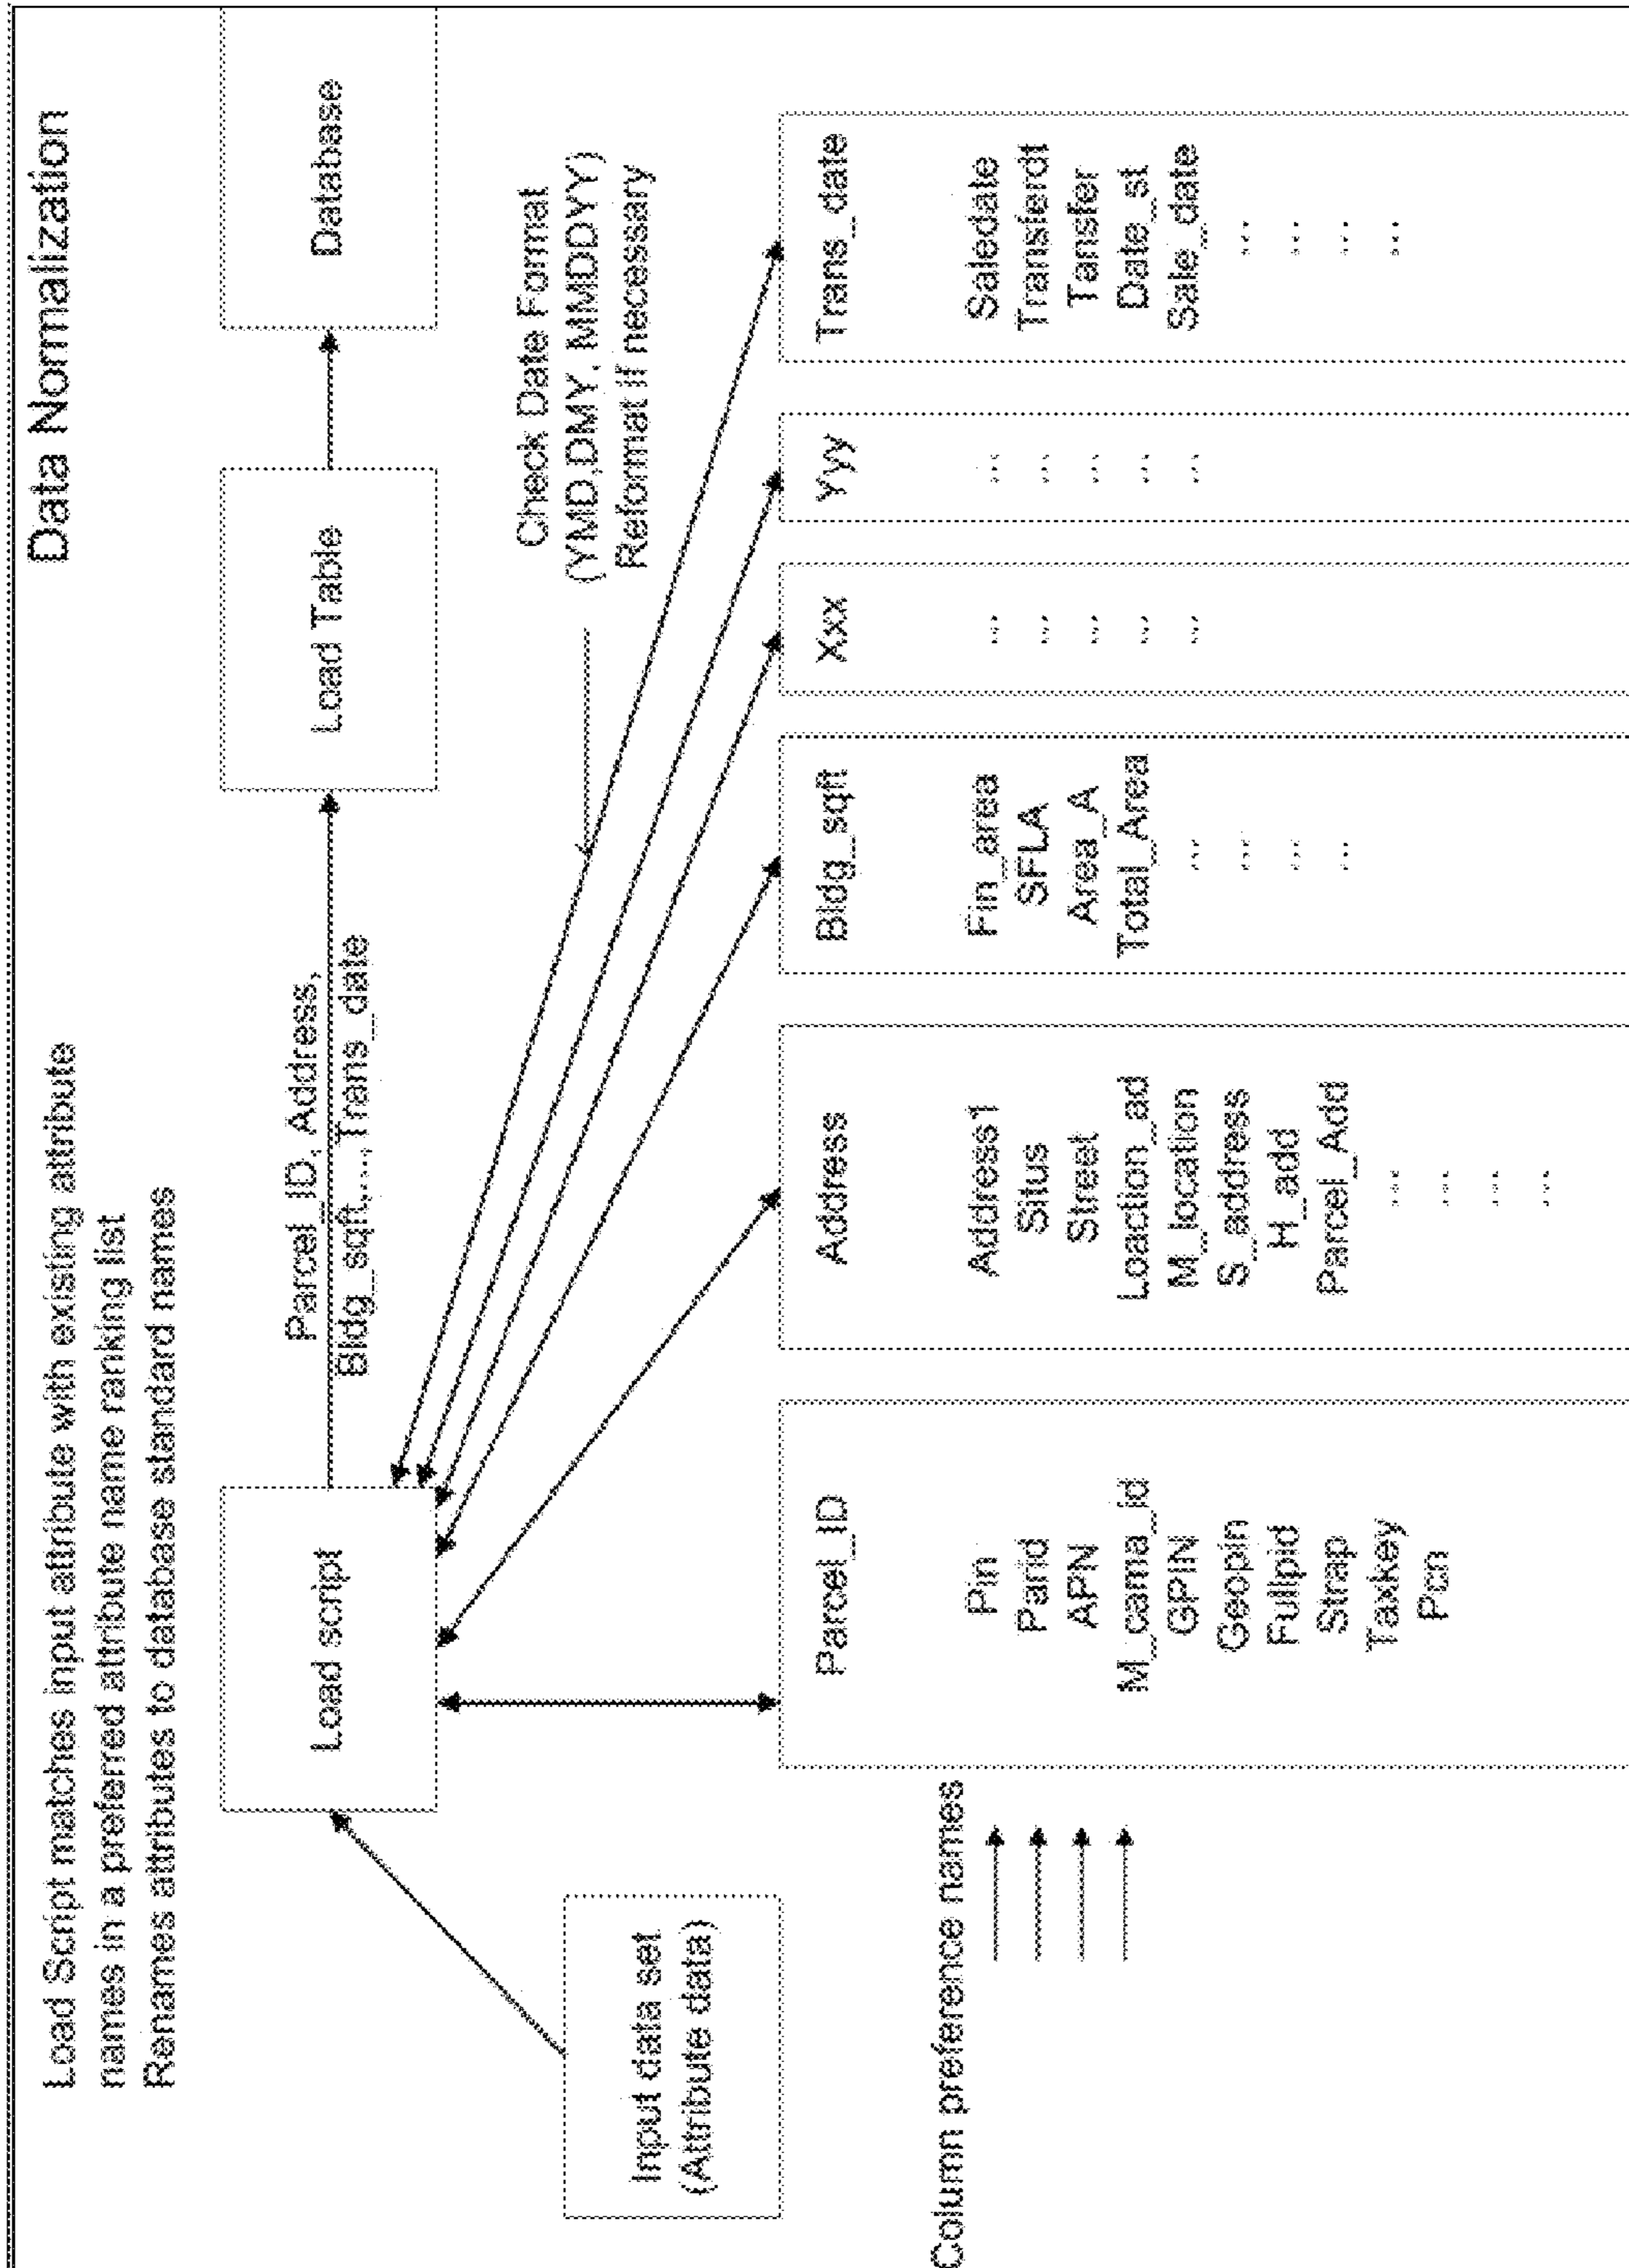 Data Normalization
Load Script matches input attribute with existing attribute
names in a preferred attribute name ranking list
Renames attributes to database standard names
Input data set
(Attribute data)
Load script
Parcel_ID, Address,
Bldg_sqft,..., Trans_date
Load Table
Database
Check Date Format
(YMD,DMY, MMDDYY)
Reformat if necessary
Column preference names
Parcel_ID
Pin
Parid
APN
M_cama_id
GPIN
Geopin
Fullpid
Strap
Taxkey
Pcn
Address
Address1
Situs
Street
Loaction_ad
M_location
S_address
H_add
Parcel_Add
...
...
...
...
Bldg_sqft
Fin_area
SFLA
Area_A
Total_Area
...
...
...
...
Xxx
...
...
...
...
...
Yyy
...
...
...
...
...
Trans_date
Saledate
Transferdt
Tansfer
Date_st
Sale_date
...
...
...
...